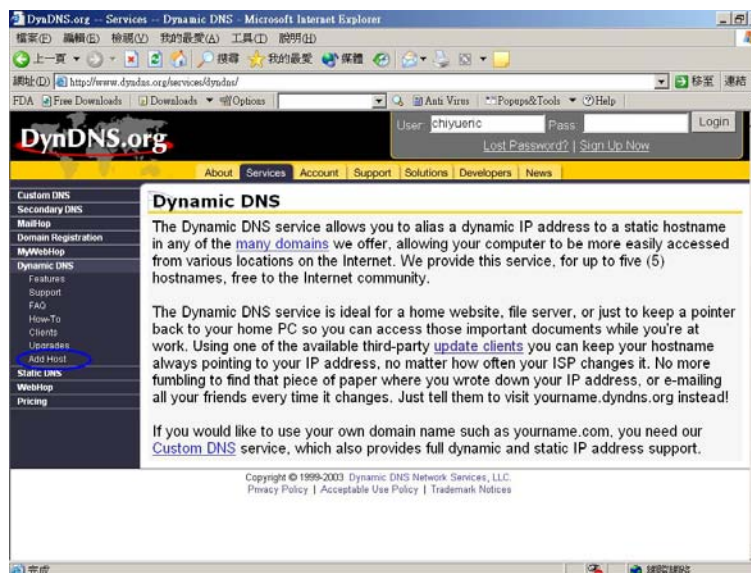 DynDNS.org -- Services -- Dynamic DNS - Microsoft Internet Explorer
檔案(F) 編輯(E) 檢視(V) 我的最愛(A) 工具(T) 說明(H)
上一頁 搜尋 我的最愛 媒體
網址(D) http://www.dyndns.org/services/dyndns/ 移至 連結
FDA Free Downloads Downloads Options Anti Virus Popups&Tools Help
DynDNS.org
User: chiyuenc Pass: Login
Lost Password? | Sign Up Now
About Services Account Support Solutions Developers News
Custom DNS
Secondary DNS
MailHop
Domain Registration
MyWebHop
Dynamic DNS
Features
Support
FAQ
How-To
Clients
Upgrades
Add Host
Static DNS
WebHop
Pricing
Dynamic DNS
The Dynamic DNS service allows you to alias a dynamic IP address to a static hostname
in any of the many domains we offer, allowing your computer to be more easily accessed
from various locations on the Internet. We provide this service, for up to five (5)
hostnames, free to the Internet community.
The Dynamic DNS service is ideal for a home website, file server, or just to keep a pointer
back to your home PC so you can access those important documents while you're at
work. Using one of the available third-party update clients you can keep your hostname
always pointing to your IP address, no matter how often your ISP changes it. No more
fumbling to find that piece of paper where you wrote down your IP address, or e-mailing
all your friends every time it changes. Just tell them to visit yourname.dyndns.org instead!
If you would like to use your own domain name such as yourname.com, you need our
Custom DNS service, which also provides full dynamic and static IP address support.
Copyright © 1999-2003 Dynamic DNS Network Services, LLC.
Privacy Policy | Acceptable Use Policy | Trademark Notices
完成 網際網路